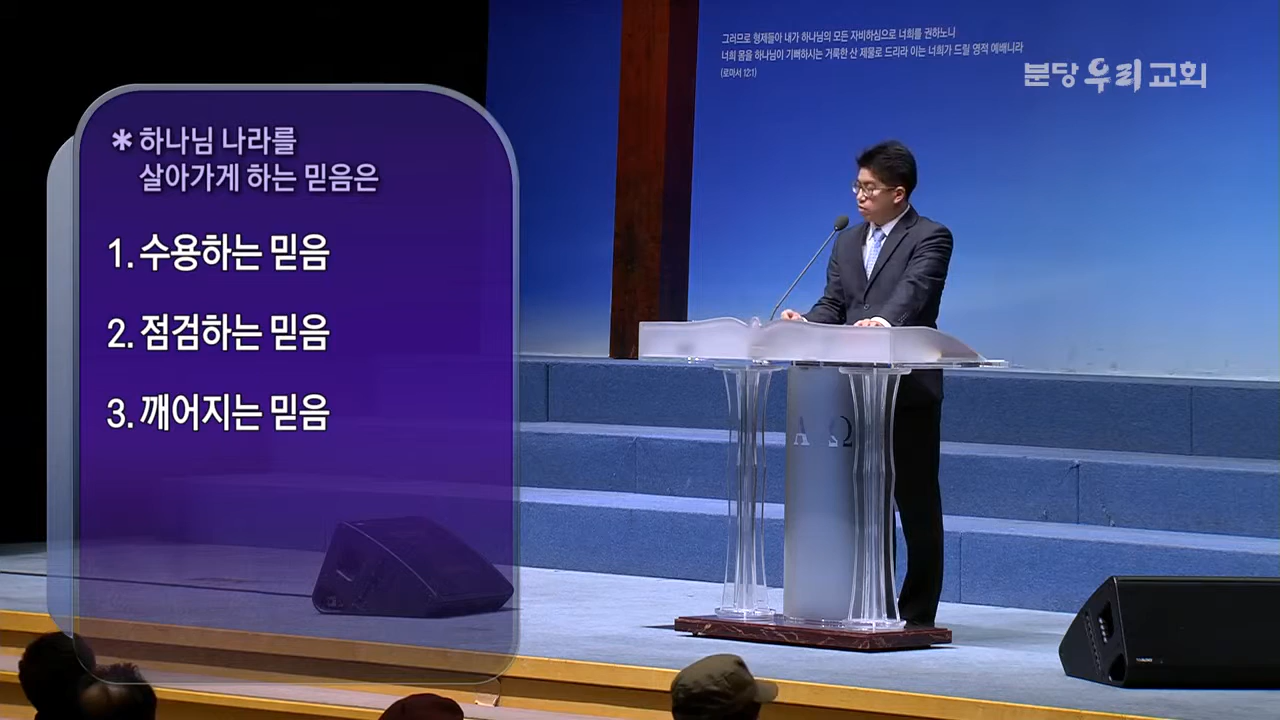 그러므로 형제들아 내가 하나님의 모든 자비하심으로 너희를 권하노니
너희 몸을 하나님이 기뻐하시는 거룩한 산 제물로 드리라 이는 너희가 드릴 영적 예배니라
(로마서 12:1)
분당우리교회
* 하나님 나라를
살아가게 하는 믿음은
1. 수용하는 믿음
2. 점검하는 믿음
3. 깨어지는 믿음